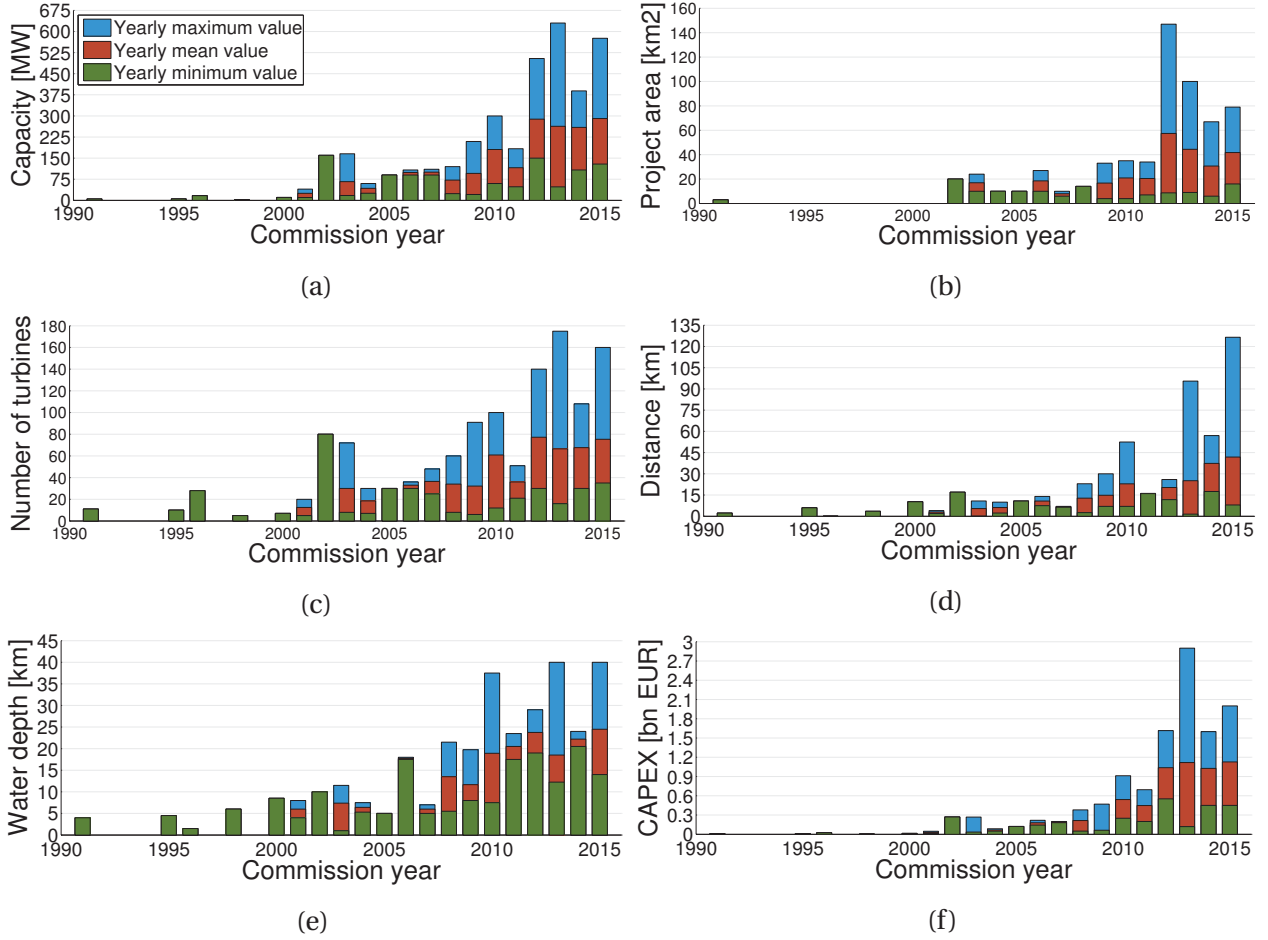 Capacity [MW]
675
600
525
450
375
300
225
150
75
0
Yearly maximum value
Yearly mean value
Yearly minimum value
1990 1995 2000 2005 2010 2015
Commission year
(a)
Project area [km2]
160
140
120
100
80
60
40
20
0
1990 1995 2000 2005 2010 2015
Commission year
(b)
Number of turbines
180
160
140
120
100
80
60
40
20
0
1990 1995 2000 2005 2010 2015
Commission year
(c)
Distance [km]
135
120
105
90
75
60
45
30
15
0
1990 1995 2000 2005 2010 2015
Commission year
(d)
Water depth [km]
45
40
35
30
25
20
15
10
5
0
1990 1995 2000 2005 2010 2015
Commission year
(e)
CAPEX [bn EUR]
3
2.7
2.4
2.1
1.8
1.5
1.2
0.9
0.6
0.3
0
1990 1995 2000 2005 2010 2015
Commission year
(f)